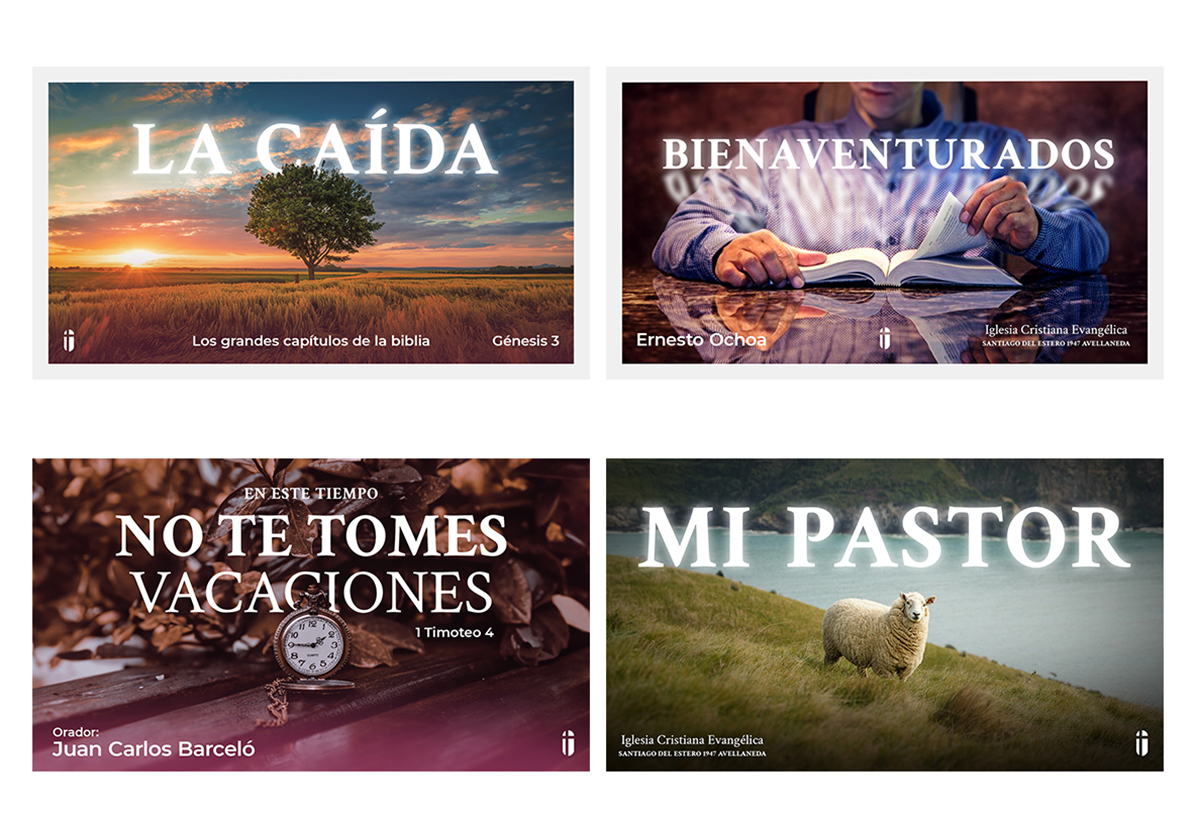 LA CAÍDA
Los grandes capítulos de la biblia
Génesis 3
BIENAVENTURADOS
Ernesto Ochoa
Iglesia Cristiana Evangélica
SANTIAGO DEL ESTERO 1947 AVELLANEDA
EN ESTE TIEMPO
NO TE TOMES
VACACIONES
1 Timoteo 4
Orador:
Juan Carlos Barceló
MI PASTOR
Iglesia Cristiana Evangélica
SANTIAGO DEL ESTERO 1947 AVELLANEDA